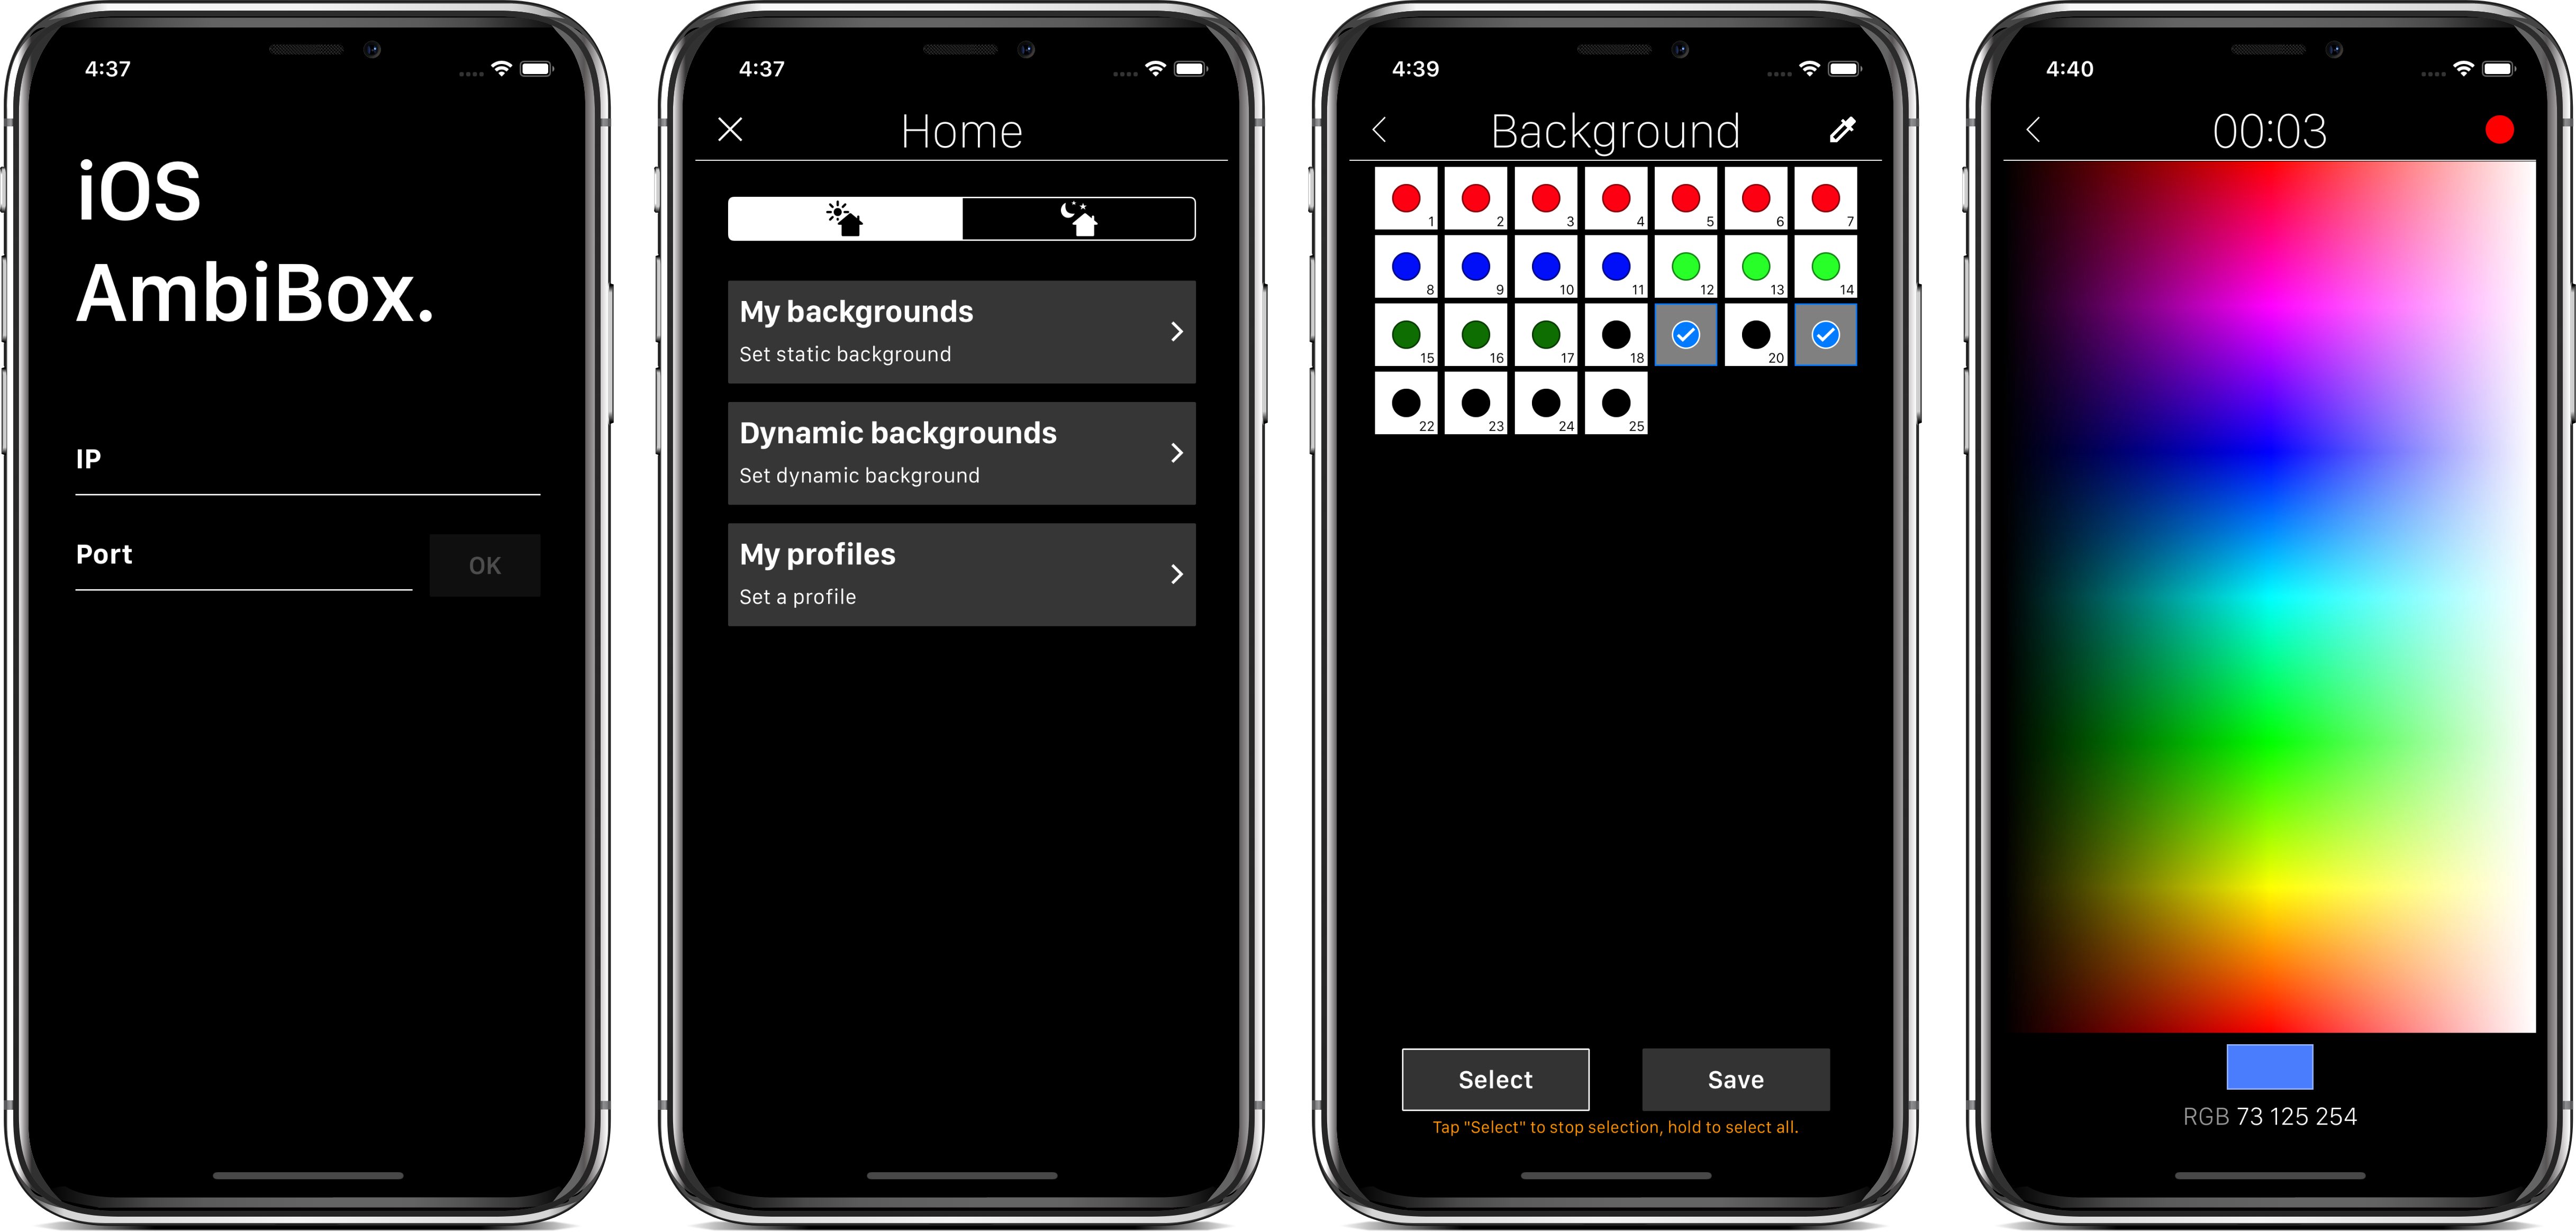 4:37
iOS
AmbiBox.
IP
Port
OK
4:37
Home
My backgrounds
Set static background
Dynamic backgrounds
Set dynamic background
My profiles
Set a profile
4:39
Background
1 2 3 4 5 6 7
8 9 10 11 12 13 14
15 16 17 18 20
22 23 24 25
Select Save
Tap "Select" to stop selection, hold to select all.
4:40
00:03
RGB 73 125 254